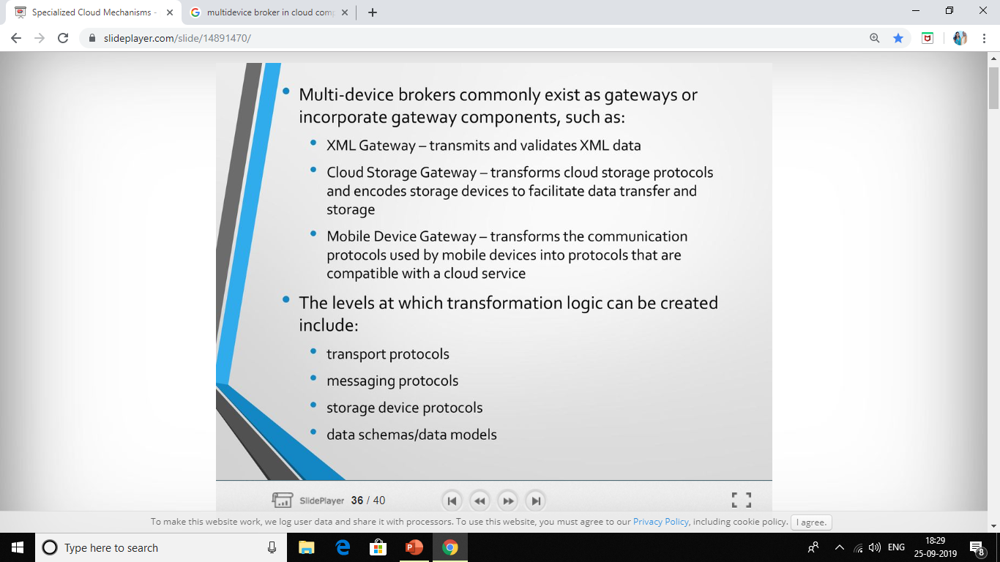 Specialized Cloud Mechanisms -
multidevice broker in cloud comp
slideplayer.com/slide/14891470/
Multi-device brokers commonly exist as gateways or
incorporate gateway components, such as:
XML Gateway – transmits and validates XML data
Cloud Storage Gateway – transforms cloud storage protocols
and encodes storage devices to facilitate data transfer and
storage
Mobile Device Gateway – transforms the communication
protocols used by mobile devices into protocols that are
compatible with a cloud service
The levels at which transformation logic can be created
include:
transport protocols
messaging protocols
storage device protocols
data schemas/data models
SlidePlayer 36 / 40
To make this website work, we log user data and share it with processors. To use this website, you must agree to our Privacy Policy, including cookie policy. I agree.
Type here to search
ENG
18:29
25-09-2019
8